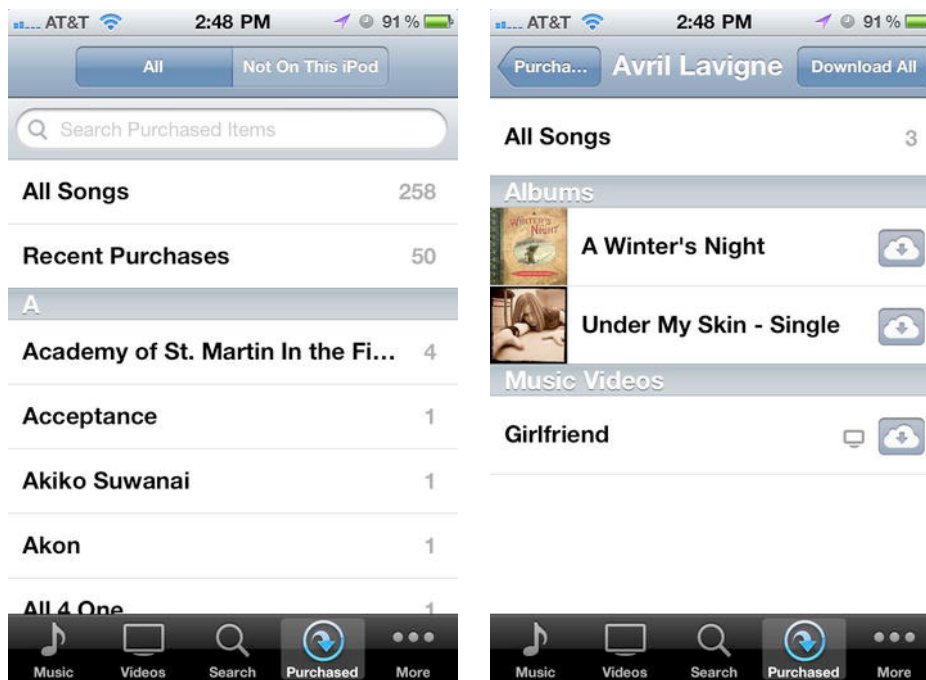 AT&T 2:48 PM 91 %
All Not On This iPod
Search Purchased Items
All Songs 258
Recent Purchases 50
A
Academy of St. Martin In the Fi... 4
Acceptance 1
Akiko Suwanai 1
Akon 1
All 4 One 1
Music Videos Search Purchased More
AT&T 2:48 PM 91 %
Purcha... Avril Lavigne Download All
All Songs 3
Albums
WINTER'S
NIGHT
A Winter's Night
Under My Skin - Single
Music Videos
Girlfriend
Music Videos Search Purchased More